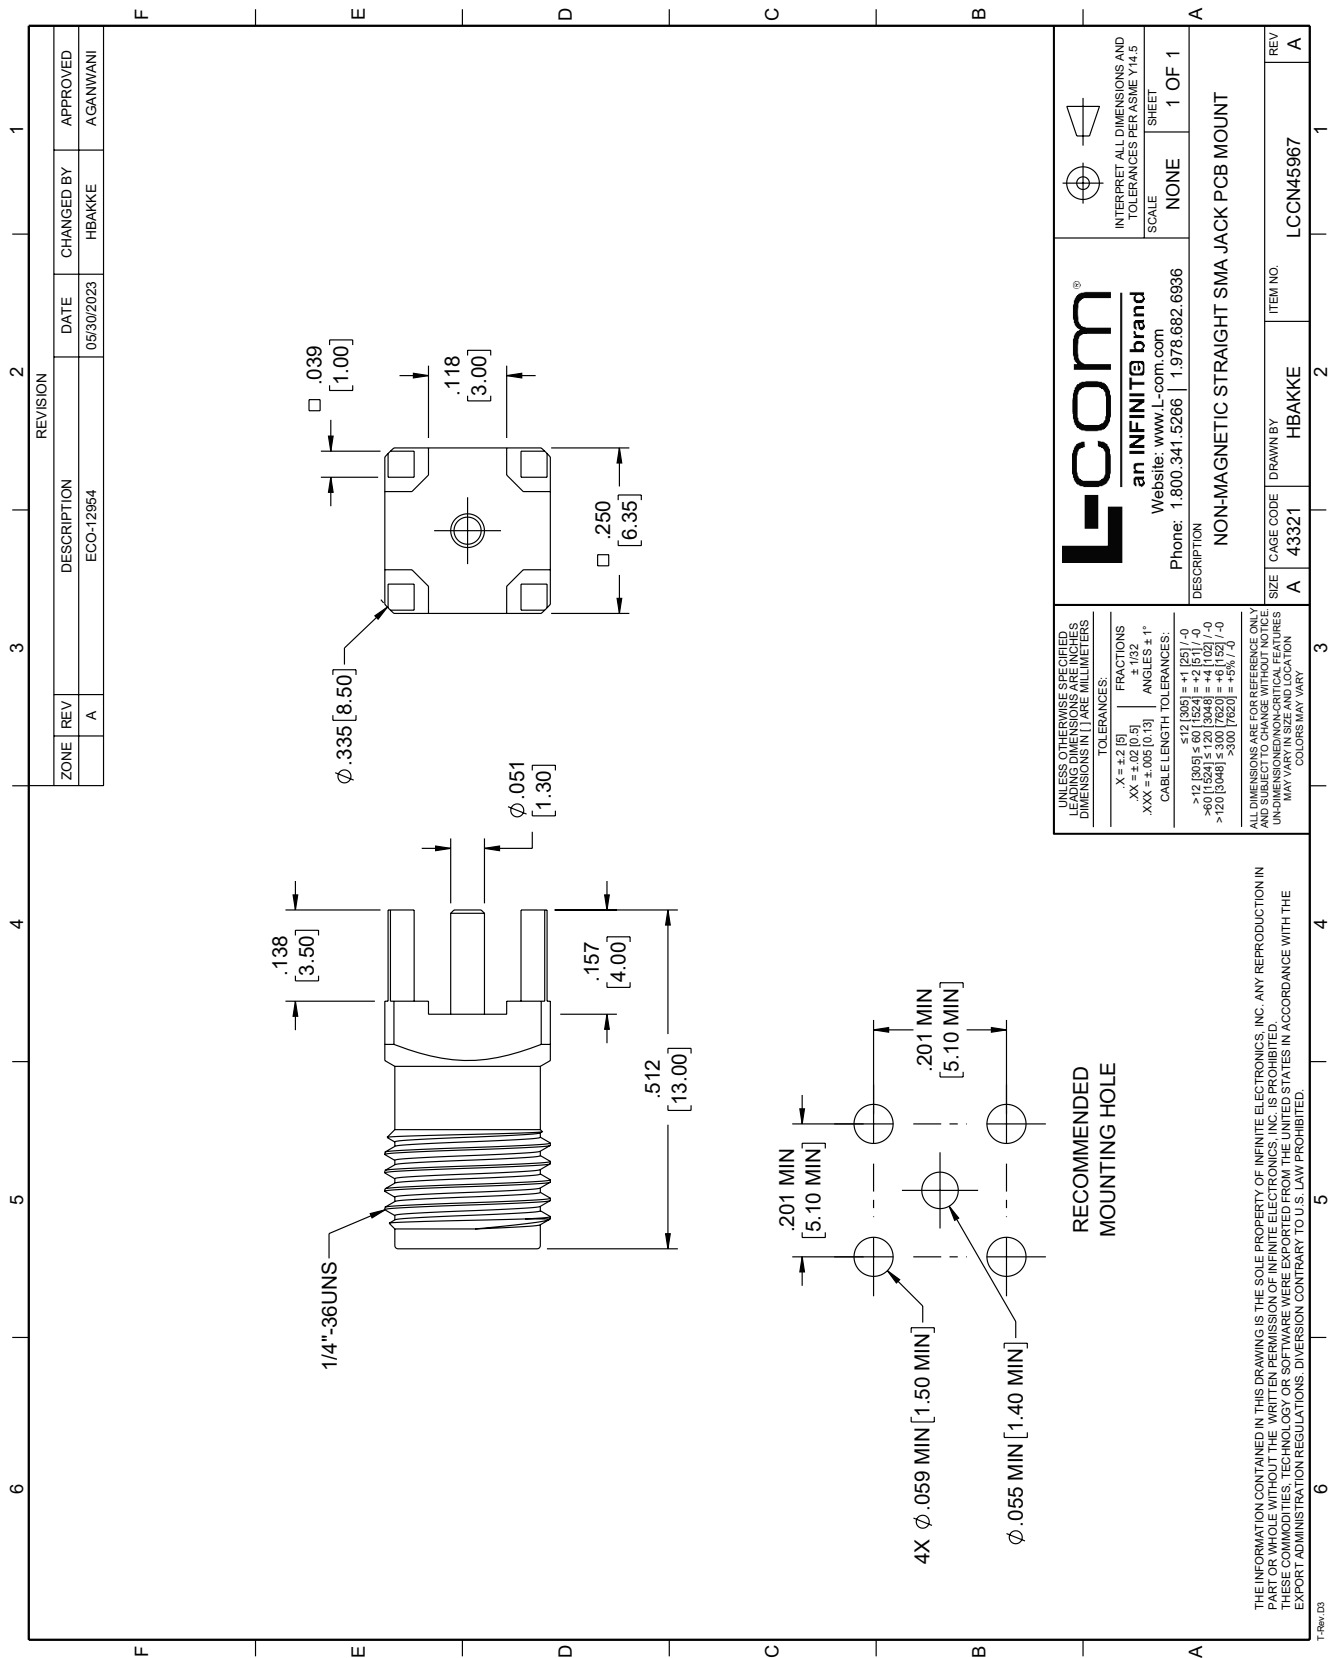 REVISION
ZONE REV DESCRIPTION DATE CHANGED BY APPROVED
A ECO-12954 05/30/2023 HBAKKE AGANWANI
6 5 4 3 2 1
F
E
D
C
B
A
1/4"-36UNS
.138
[3.50]
Ø.051
[1.30]
.157
[4.00]
.512
[13.00]
Ø.335 [8.50]
□ .039
[1.00]
.118
[3.00]
□ .250
[6.35]
.201 MIN
[5.10 MIN]
.201 MIN
[5.10 MIN]
4X Ø.059 MIN [1.50 MIN]
Ø.055 MIN [1.40 MIN]
RECOMMENDED
MOUNTING HOLE
UNLESS OTHERWISE SPECIFIED
LEADING DIMENSIONS ARE INCHES
DIMENSIONS IN [ ] ARE MILLIMETERS
TOLERANCES:
.X = ±.2 [5]
.XX = ±.02 [0.5]
.XXX = ±.005 [0.13]
FRACTIONS
± 1/32
ANGLES ± 1°
CABLE LENGTH TOLERANCES:
≤12 [305] = +1 [25] / -0
>12 [305] ≤ 60 [1524] = +2 [51] / -0
>60 [1524] ≤ 120 [3048] = +4 [102] / -0
>120 [3048] ≤ 300 [7620] = +6 [152] / -0
>300 [7620] = +5% / -0
ALL DIMENSIONS ARE FOR REFERENCE ONLY
AND SUBJECT TO CHANGE WITHOUT NOTICE.
UN-DIMENSIONED/NON-CRITICAL FEATURES
MAY VARY IN SIZE AND LOCATION
COLORS MAY VARY
L-com®
an INFINIT@ brand
Website: www.L-com.com
Phone: 1.800.341.5266 | 1.978.682.6936
INTERPRET ALL DIMENSIONS AND
TOLERANCES PER ASME Y14.5
SCALE
NONE
SHEET
1 OF 1
DESCRIPTION
NON-MAGNETIC STRAIGHT SMA JACK PCB MOUNT
SIZE
A
CAGE CODE
43321
DRAWN BY
HBAKKE
ITEM NO.
LCCN45967
REV
A
THE INFORMATION CONTAINED IN THIS DRAWING IS THE SOLE PROPERTY OF INFINITE ELECTRONICS, INC. ANY REPRODUCTION IN
PART OR WHOLE WITHOUT THE WRITTEN PERMISSION OF INFINITE ELECTRONICS, INC. IS PROHIBITED.
THESE COMMODITIES, TECHNOLOGY OR SOFTWARE WERE EXPORTED FROM THE UNITED STATES IN ACCORDANCE WITH THE
EXPORT ADMINISTRATION REGULATIONS. DIVERSION CONTRARY TO U.S. LAW PROHIBITED.
T-Rev. D3
6 5 4 3 2 1
F
E
D
C
B
A